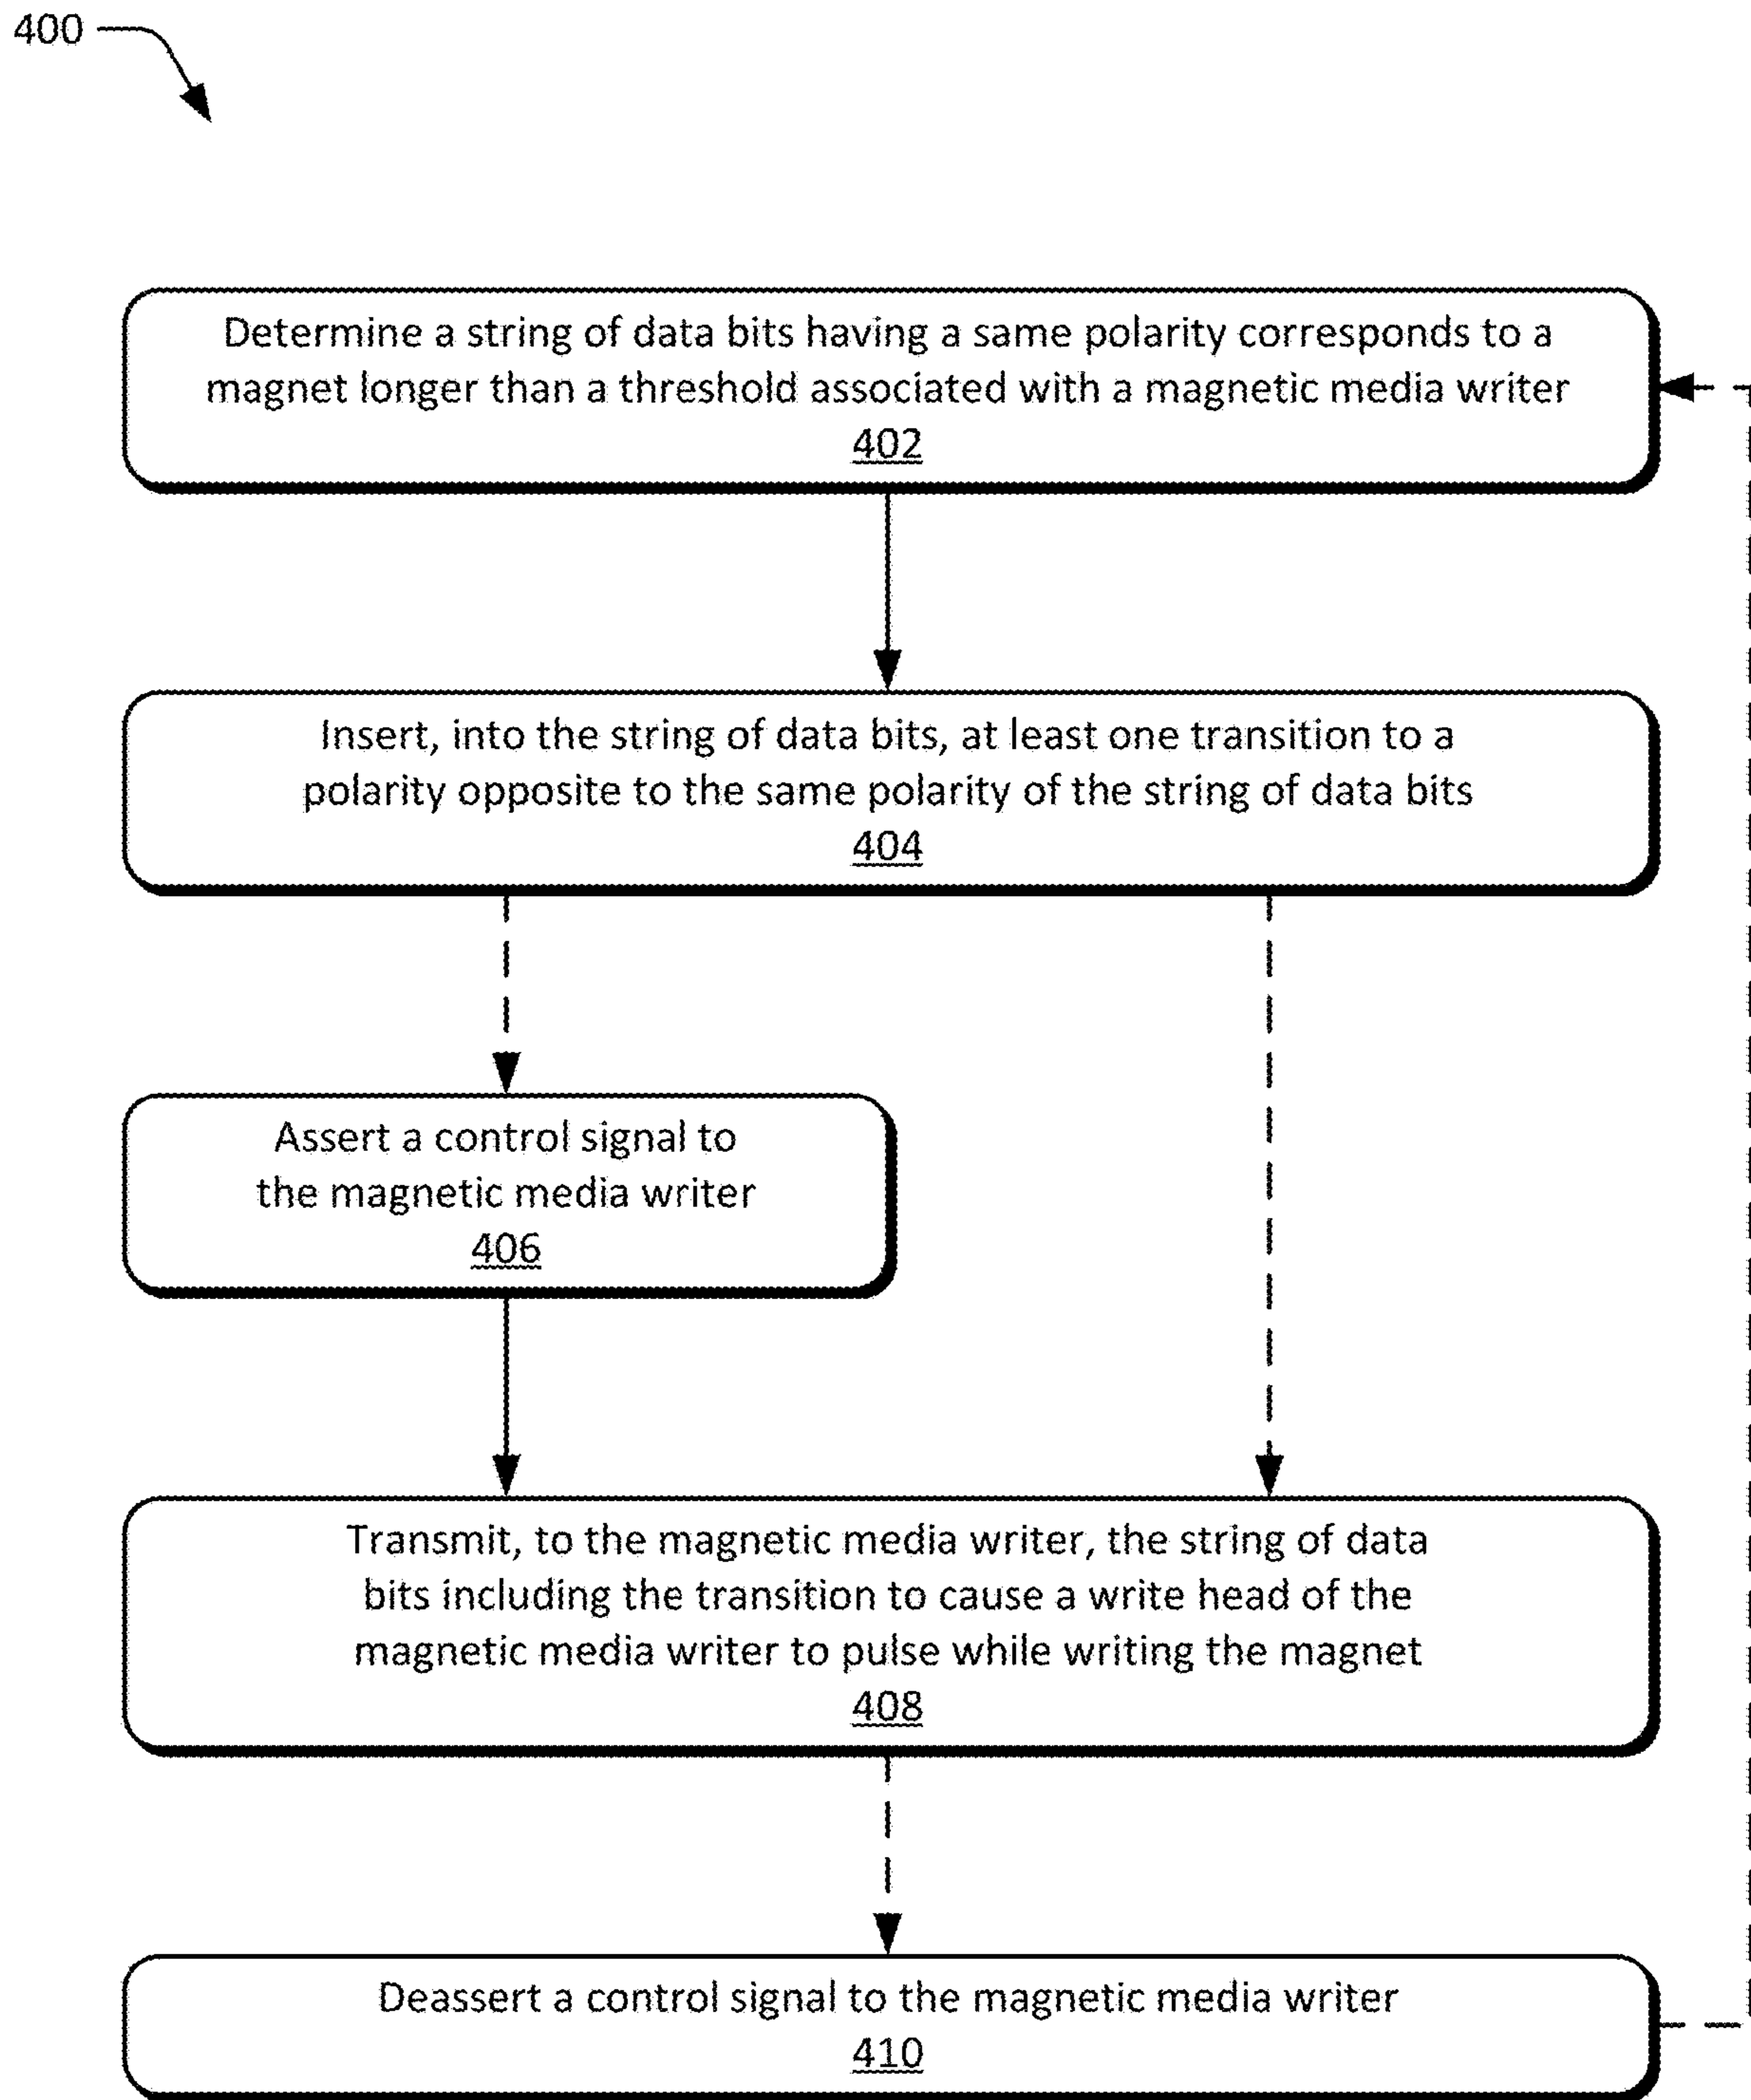 400
Determine a string of data bits having a same polarity corresponds to a
magnet longer than a threshold associated with a magnetic media writer
402
Insert, into the string of data bits, at least one transition to a
polarity opposite to the same polarity of the string of data bits
404
Assert a control signal to
the magnetic media writer
406
Transmit, to the magnetic media writer, the string of data
bits including the transition to cause a write head of the
magnetic media writer to pulse while writing the magnet
408
Deassert a control signal to the magnetic media writer
410